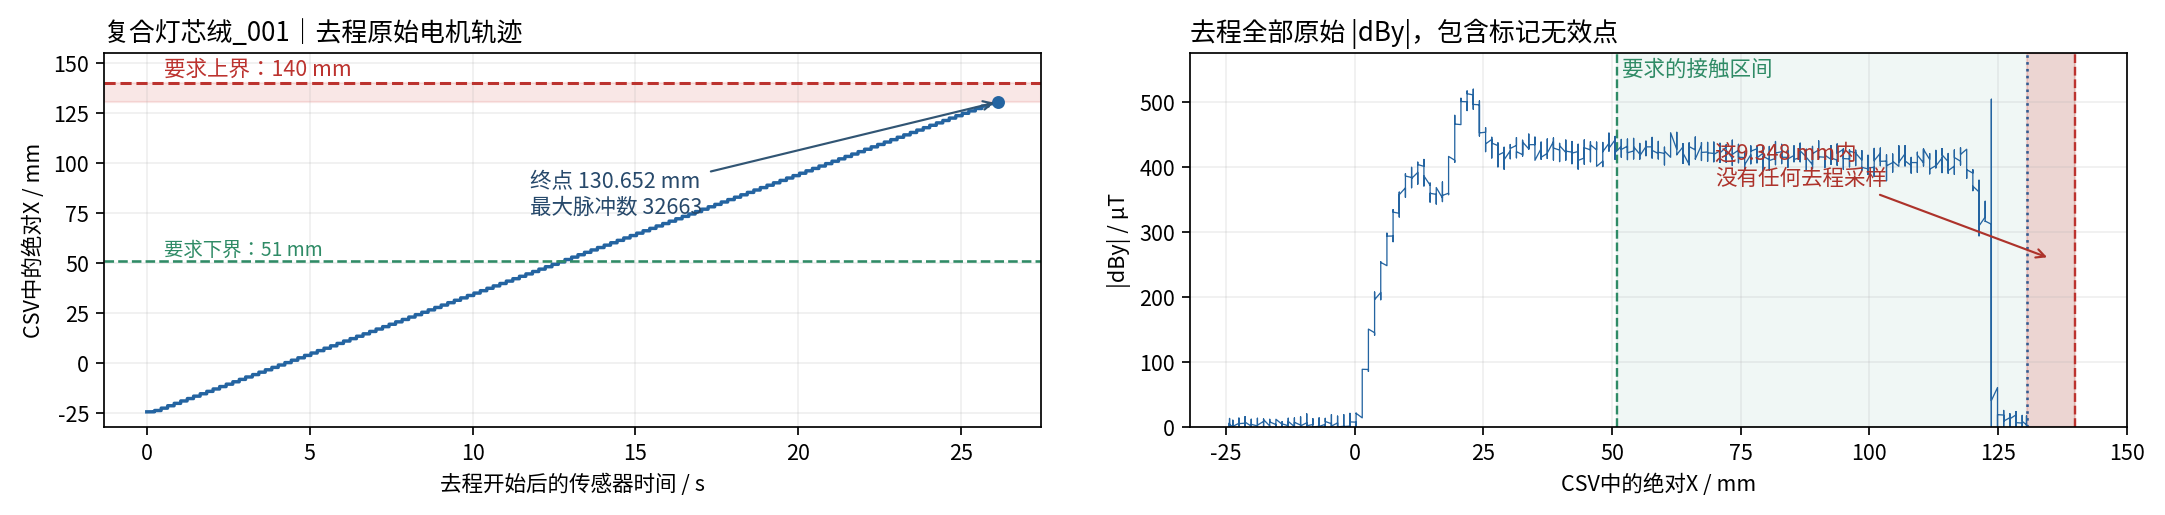 复合灯芯绒_001｜去程原始电机轨迹
150
125
100
75
50
25
0
-25
CSV中的绝对X / mm
要求上界：140 mm
终点 130.652 mm
最大脉冲数 32663
要求下界：51 mm
0
5
10
15
20
25
去程开始后的传感器时间 / s
去程全部原始 |dBy|，包含标记无效点
500
400
300
200
100
0
|dBy| / μT
要求的接触区间
这9.348 mm内
没有任何去程采样
-25
0
25
50
75
100
125
150
CSV中的绝对X / mm